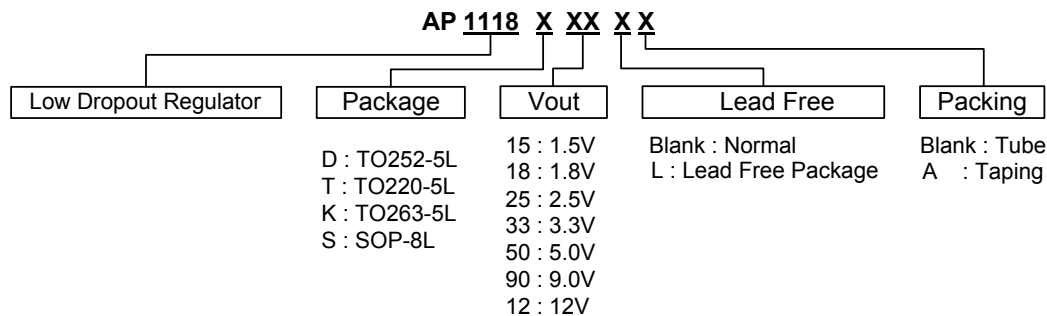 AP 1118 X XX X X
Low Dropout Regulator
Package
Vout
Lead Free
Packing
D : TO252-5L
T : TO220-5L
K : TO263-5L
S : SOP-8L
15 : 1.5V
18 : 1.8V
25 : 2.5V
33 : 3.3V
50 : 5.0V
90 : 9.0V
12 : 12V
Blank : Normal
L : Lead Free Package
Blank : Tube
A : Taping